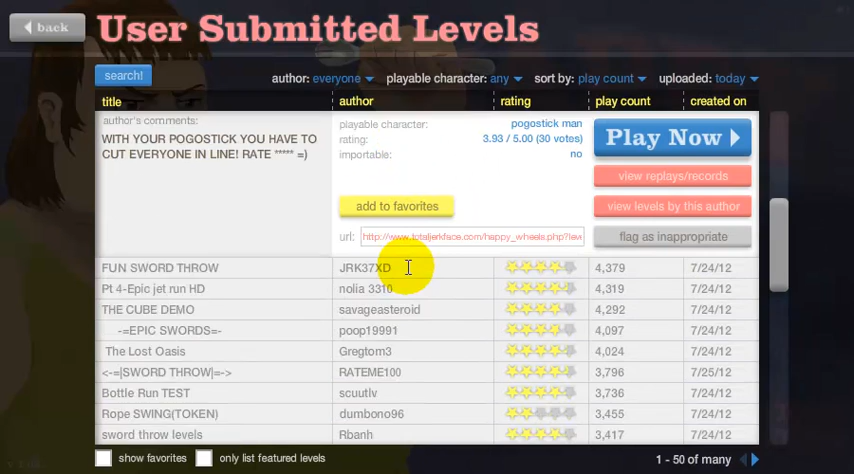 back
User Submitted Levels
search!
author: everyone playable character: any sort by: play count uploaded: today
title author rating play count created on
author's comments:
WITH YOUR POGOSTICK YOU HAVE TO
CUT EVERYONE IN LINE! RATE ***** =)
playable character: pogostick man
rating: 3.93 / 5.00 (30 votes)
importable: no
add to favorites
url: http://www.totaljerkface.com/happy_wheels.php?leve
Play Now
view replays/records
view levels by this author
flag as inappropriate
FUN SWORD THROW JRK37XD 4,379 7/24/12
Pt 4-Epic jet run HD nolia 3310 4,319 7/24/12
THE CUBE DEMO savageasteroid 4,292 7/24/12
-=EPIC SWORDS=- poop19991 4,097 7/24/12
The Lost Oasis Gregtom3 4,024 7/24/12
<-=|SWORD THROW|=-> RATEME100 3,796 7/25/12
Bottle Run TEST scuutlv 3,736 7/24/12
Rope SWING(TOKEN) dumbono96 3,455 7/24/12
sword throw levels Rbanh 3,417 7/24/12
show favorites only list featured levels 1 - 50 of many